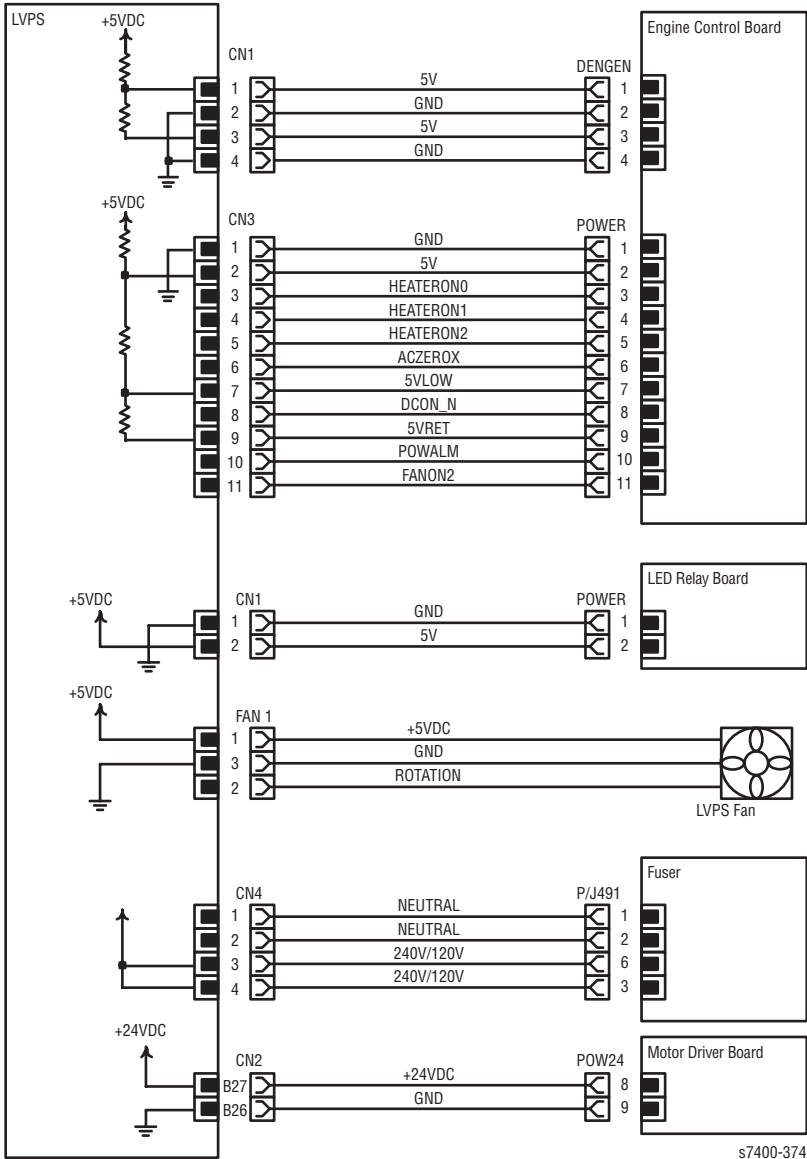 LVPS
+5VDC
Engine Control Board
CN1
DENGEN
1 5V 1
2 GND 2
3 5V 3
4 GND 4
+5VDC
CN3
POWER
1 GND 1
2 5V 2
3 HEATERON0 3
4 HEATERON1 4
5 HEATERON2 5
6 ACZEROX 6
7 5VLOW 7
8 DCON_N 8
9 5VRET 9
10 POWALM 10
11 FANON2 11
LED Relay Board
+5VDC
CN1
POWER
1 GND 1
2 5V 2
+5VDC
FAN 1
1 +5VDC
3 GND
2 ROTATION
LVPS Fan
Fuser
CN4
P/J491
1 NEUTRAL 1
2 NEUTRAL 2
3 240V/120V 6
4 240V/120V 3
+24VDC
Motor Driver Board
CN2
POW24
B27 +24VDC 8
B26 GND 9
s7400-374